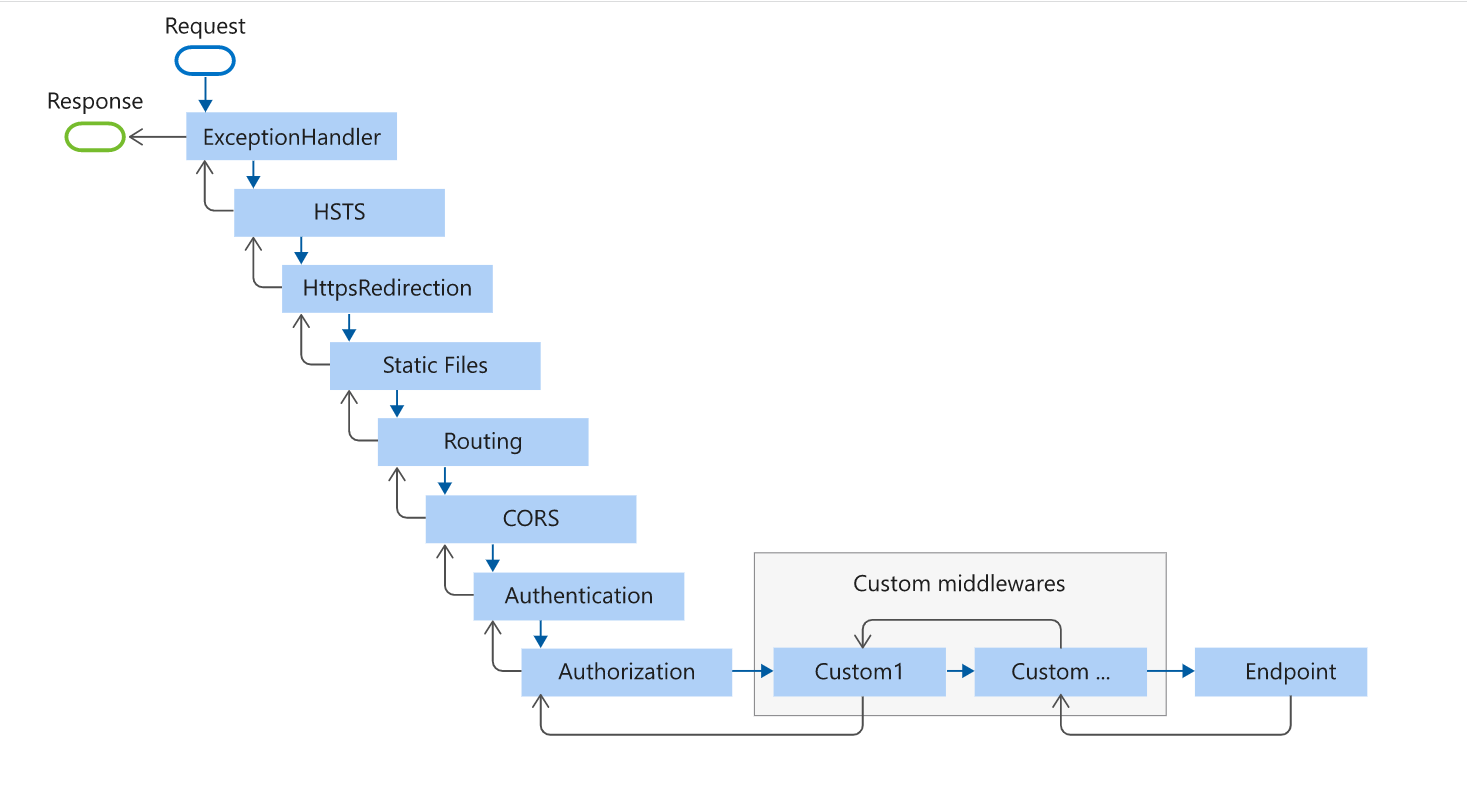 Request
Response
ExceptionHandler
HSTS
HttpsRedirection
Static Files
Routing
CORS
Authentication
Custom middlewares
Authorization
Custom1
Custom ...
Endpoint